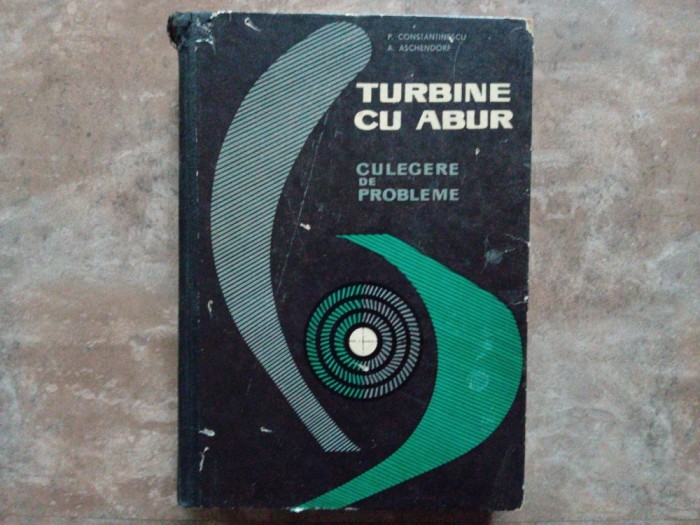 P. CONSTANTINESCU
A. ASCHENDORF
TURBINE
CU ABUR
CULEGERE
DE
PROBLEME